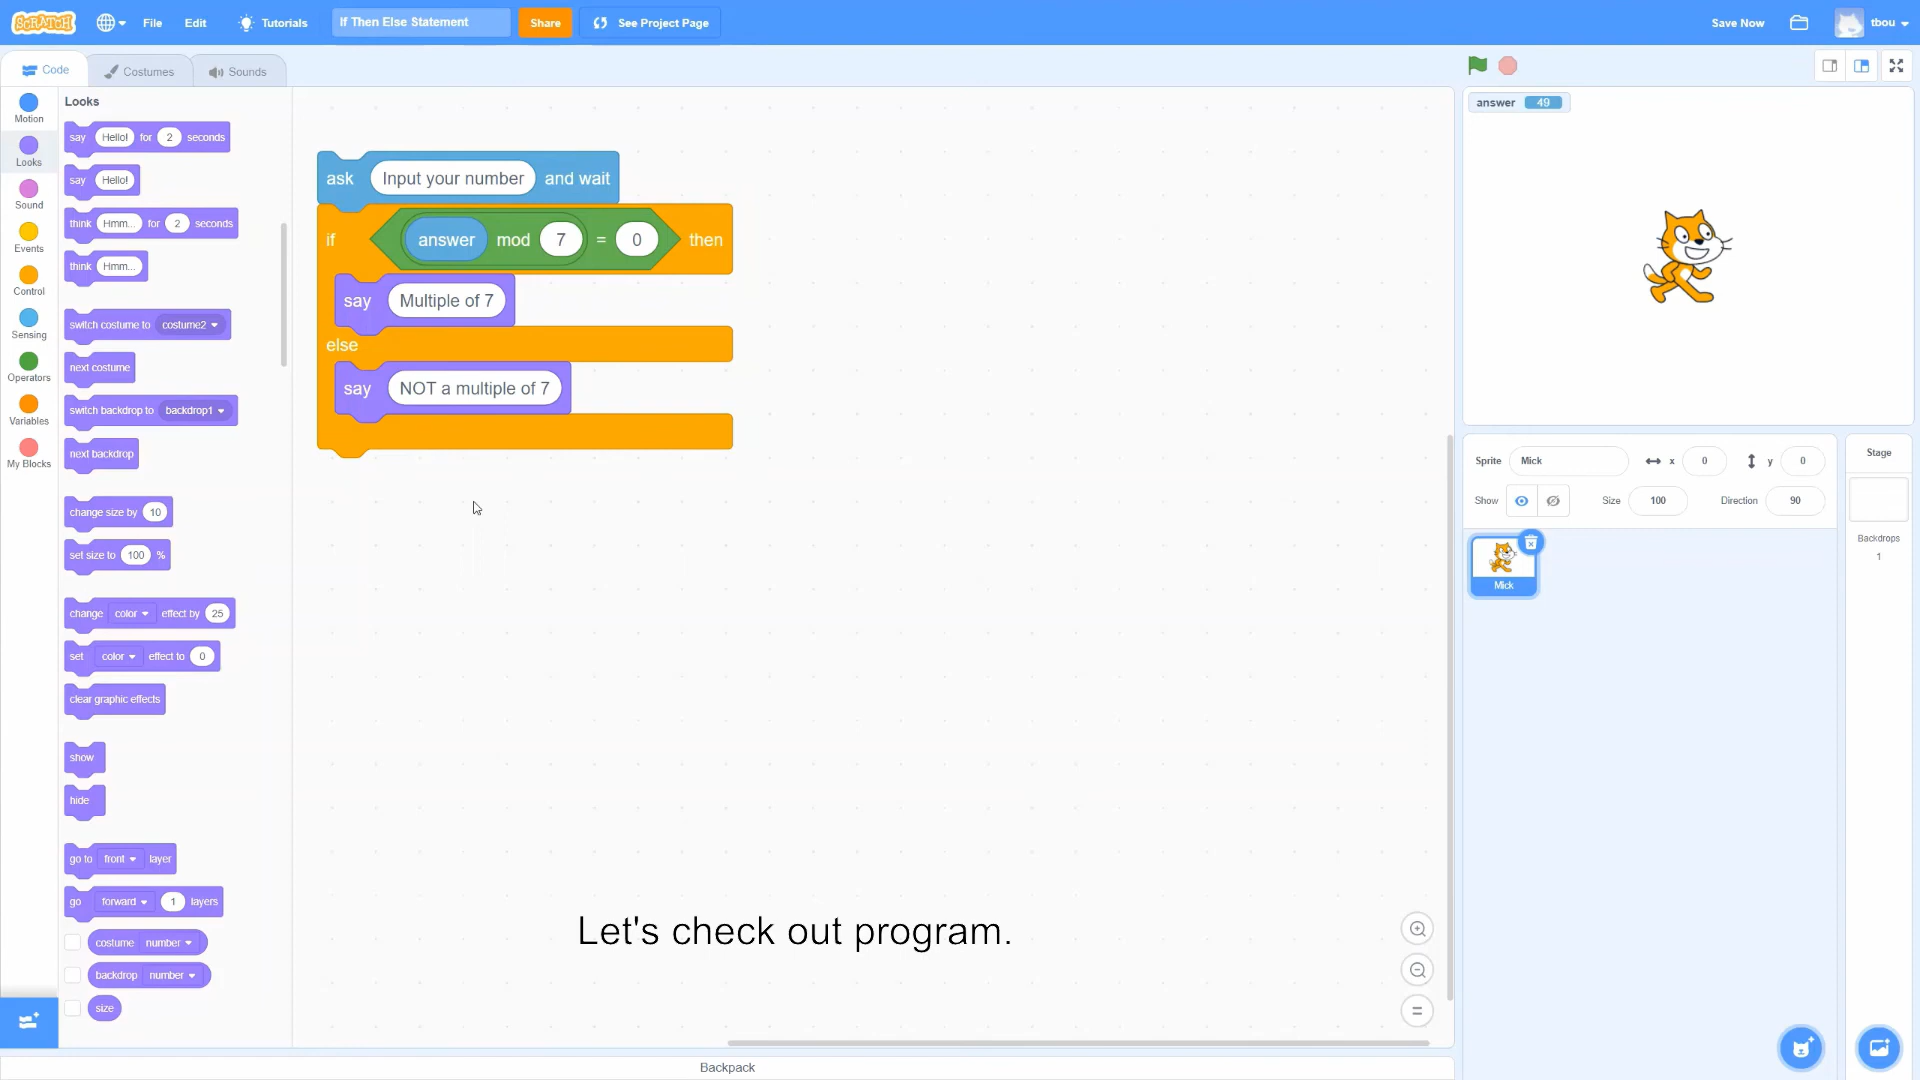 SCRATCH
File
Edit
Tutorials
If Then Else Statement
Share
See Project Page
Save Now
tbou
Code
Costumes
Sounds
Motion
Looks
Sound
Events
Control
Sensing
Operators
Variables
My Blocks
Looks
say Hello! for 2 seconds
say Hello!
think Hmm... for 2 seconds
think Hmm...
switch costume to costume2
next costume
switch backdrop to backdrop1
next backdrop
change size by 10
set size to 100 %
change color effect by 25
set color effect to 0
clear graphic effects
show
hide
go to front layer
go forward 1 layers
costume number
backdrop number
size
ask Input your number and wait
if answer mod 7 = 0 then
say Multiple of 7
else
say NOT a multiple of 7
Let's check out program.
Backpack
answer 49
Sprite Mick x 0 y 0
Show Size 100 Direction 90
Mick
Stage
Backdrops
1